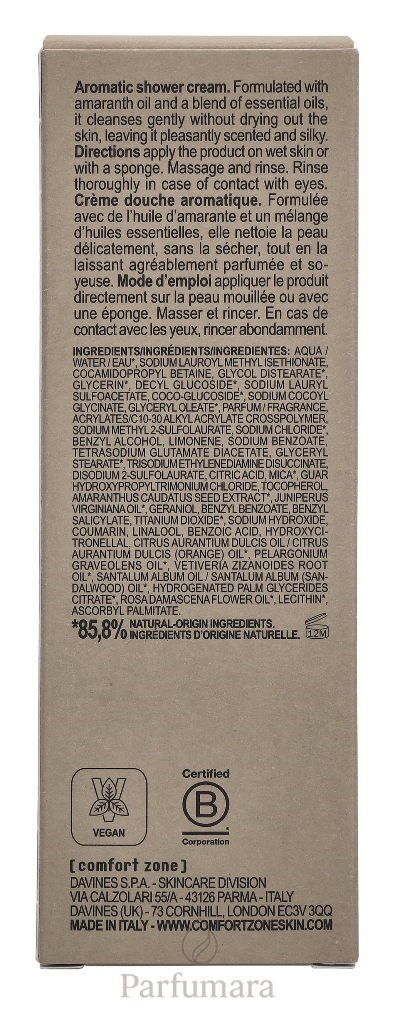 Aromatic shower cream. Formulated with
amaranth oil and a blend of essential oils,
it cleanses gently without drying out the
skin, leaving it pleasantly scented and silky.
Directions apply the product on wet skin or
with a sponge. Massage and rinse. Rinse
thoroughly in case of contact with eyes.
Crème douche aromatique. Formulée
avec de l'huile d'amarante et un mélange
d'huiles essentielles, elle nettoie la peau
délicatement, sans la sécher, tout en la
laissant agréablement parfumée et so-
yeuse. Mode d'emploi appliquer le produit
directement sur la peau mouillée ou avec
une éponge. Masser et rincer. En cas de
contact avec les yeux, rincer abondamment.
INGREDIENTS/INGRÉDIENTS/INGREDIENTES: AQUA /
WATER / EAU*, SODIUM LAUROYL METHYL ISETHIONATE,
COCAMIDOPROPYL BETAINE, GLYCOL DISTEARATE*,
GLYCERIN*, DECYL GLUCOSIDE*, SODIUM LAURYL
SULFOACETATE, COCO-GLUCOSIDE*, SODIUM COCOYL
GLYCINATE, GLYCERYL OLEATE*, PARFUM / FRAGRANCE,
ACRYLATES/C10-30 ALKYL ACRYLATE CROSSPOLYMER,
SODIUM METHYL 2-SULFOLAURATE, SODIUM CHLORIDE*,
BENZYL ALCOHOL, LIMONENE, SODIUM BENZOATE,
TETRASODIUM GLUTAMATE DIACETATE, GLYCERYL
STEARATE*, TRISODIUM ETHYLENEDIAMINE DISUCCINATE,
DISODIUM 2-SULFOLAURATE, CITRIC ACID, MICA*, GUAR
HYDROXYPROPYLTRIMONIUM CHLORIDE, TOCOPHEROL,
AMARANTHUS CAUDATUS SEED EXTRACT*, JUNIPERUS
VIRGINIANA OIL*, GERANIOL, BENZYL BENZOATE, BENZYL
SALICYLATE, TITANIUM DIOXIDE*, SODIUM HYDROXIDE,
COUMARIN, LINALOOL, BENZOIC ACID, HYDROXYCI-
TRONELLAL, CITRUS AURANTIUM DULCIS OIL / CITRUS
AURANTIUM DULCIS (ORANGE) OIL*, PELARGONIUM
GRAVEOLENS OIL*, VETIVERIA ZIZANOIDES ROOT
OIL*, SANTALUM ALBUM OIL / SANTALUM ALBUM (SAN-
DALWOOD) OIL*, HYDROGENATED PALM GLYCERIDES
CITRATE*, ROSA DAMASCENA FLOWER OIL*, LECITHIN*,
ASCORBYL PALMITATE.
*85,8% NATURAL-ORIGIN INGREDIENTS.
INGRÉDIENTS D'ORIGINE NATURELLE.
12M
VEGAN
Certified
B
Corporation
[ comfort zone ]
DAVINES S.P.A. - SKINCARE DIVISION
VIA CALZOLARI 55/A - 43126 PARMA - ITALY
DAVINES (UK) - 73 CORNHILL, LONDON EC3V 3QQ
MADE IN ITALY - WWW.COMFORTZONESKIN.COM
Parfumara